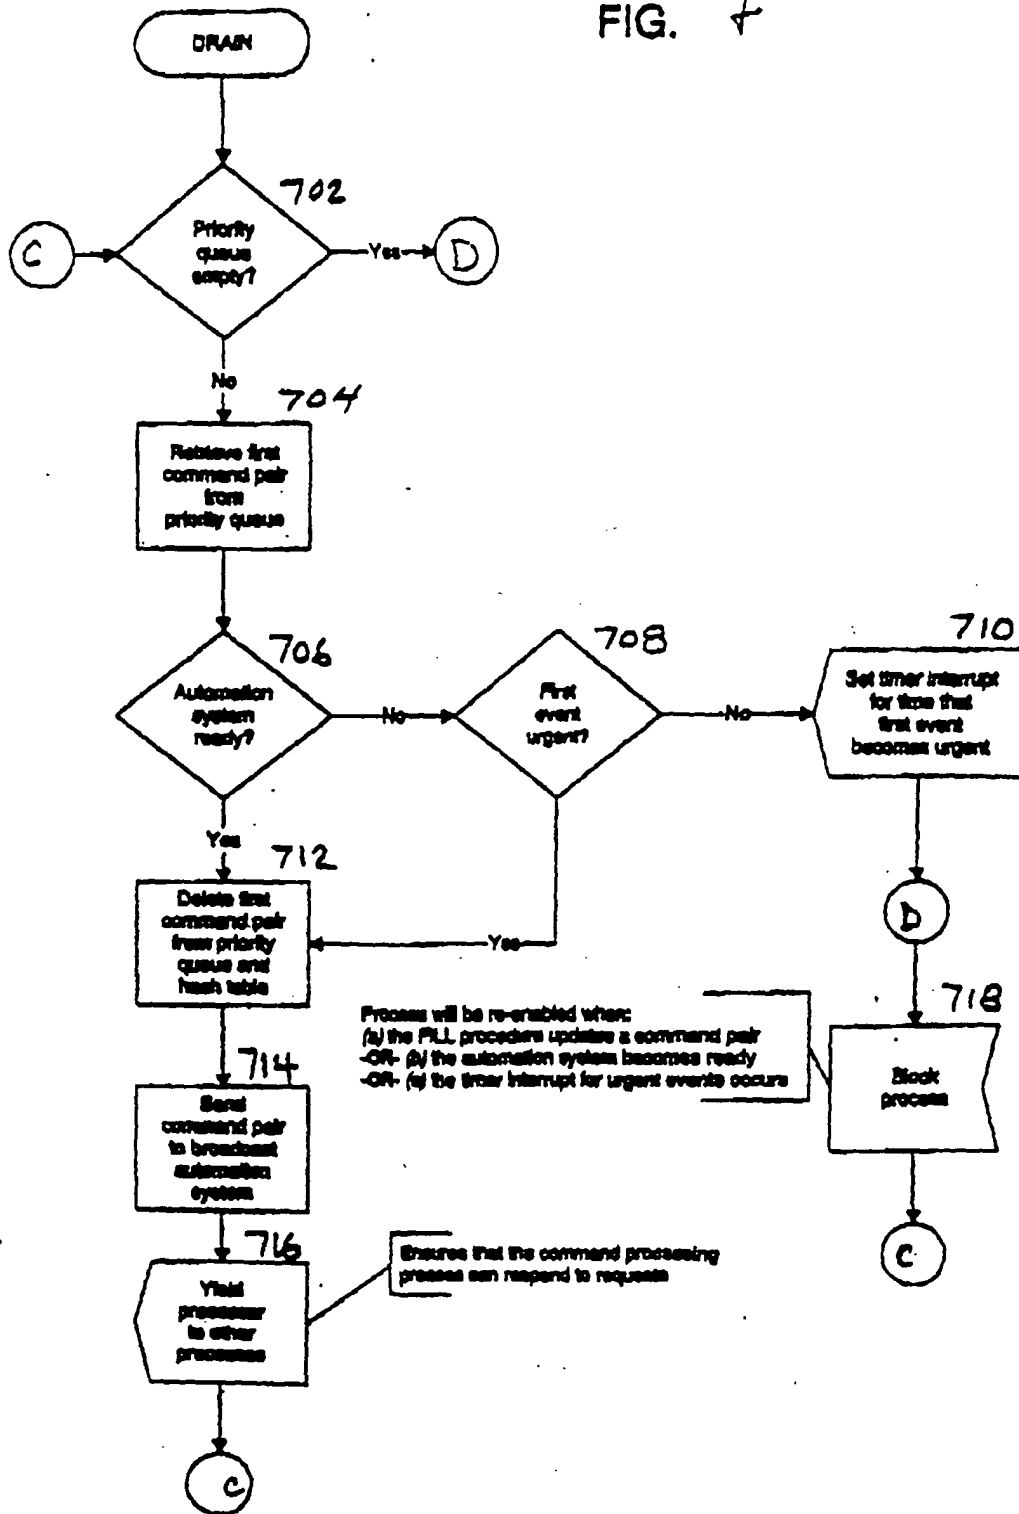 FIG.
DRAIN
702
Priority
queue
empty?
C
Yes
D
No
704
Retrieve first
command pair
from
priority queue
706
Automation
system
ready?
No
708
First
event
urgent?
No
710
Set timer interrupt
for time that
first event
becomes urgent
Yes
712
Delete first
command pair
from priority
queue and
hash table
Yes
D
718
Process will be re-enabled when:
(a) the FILL procedure updates a command pair
-OR- (b) the automation system becomes ready
-OR- (c) the timer interrupt for urgent events occurs
Block
process
714
Send
command pair
to broadcast
automation
system
716
Ensures that the command processing
process can respond to requests
Yield
processor
to other
processes
C
C